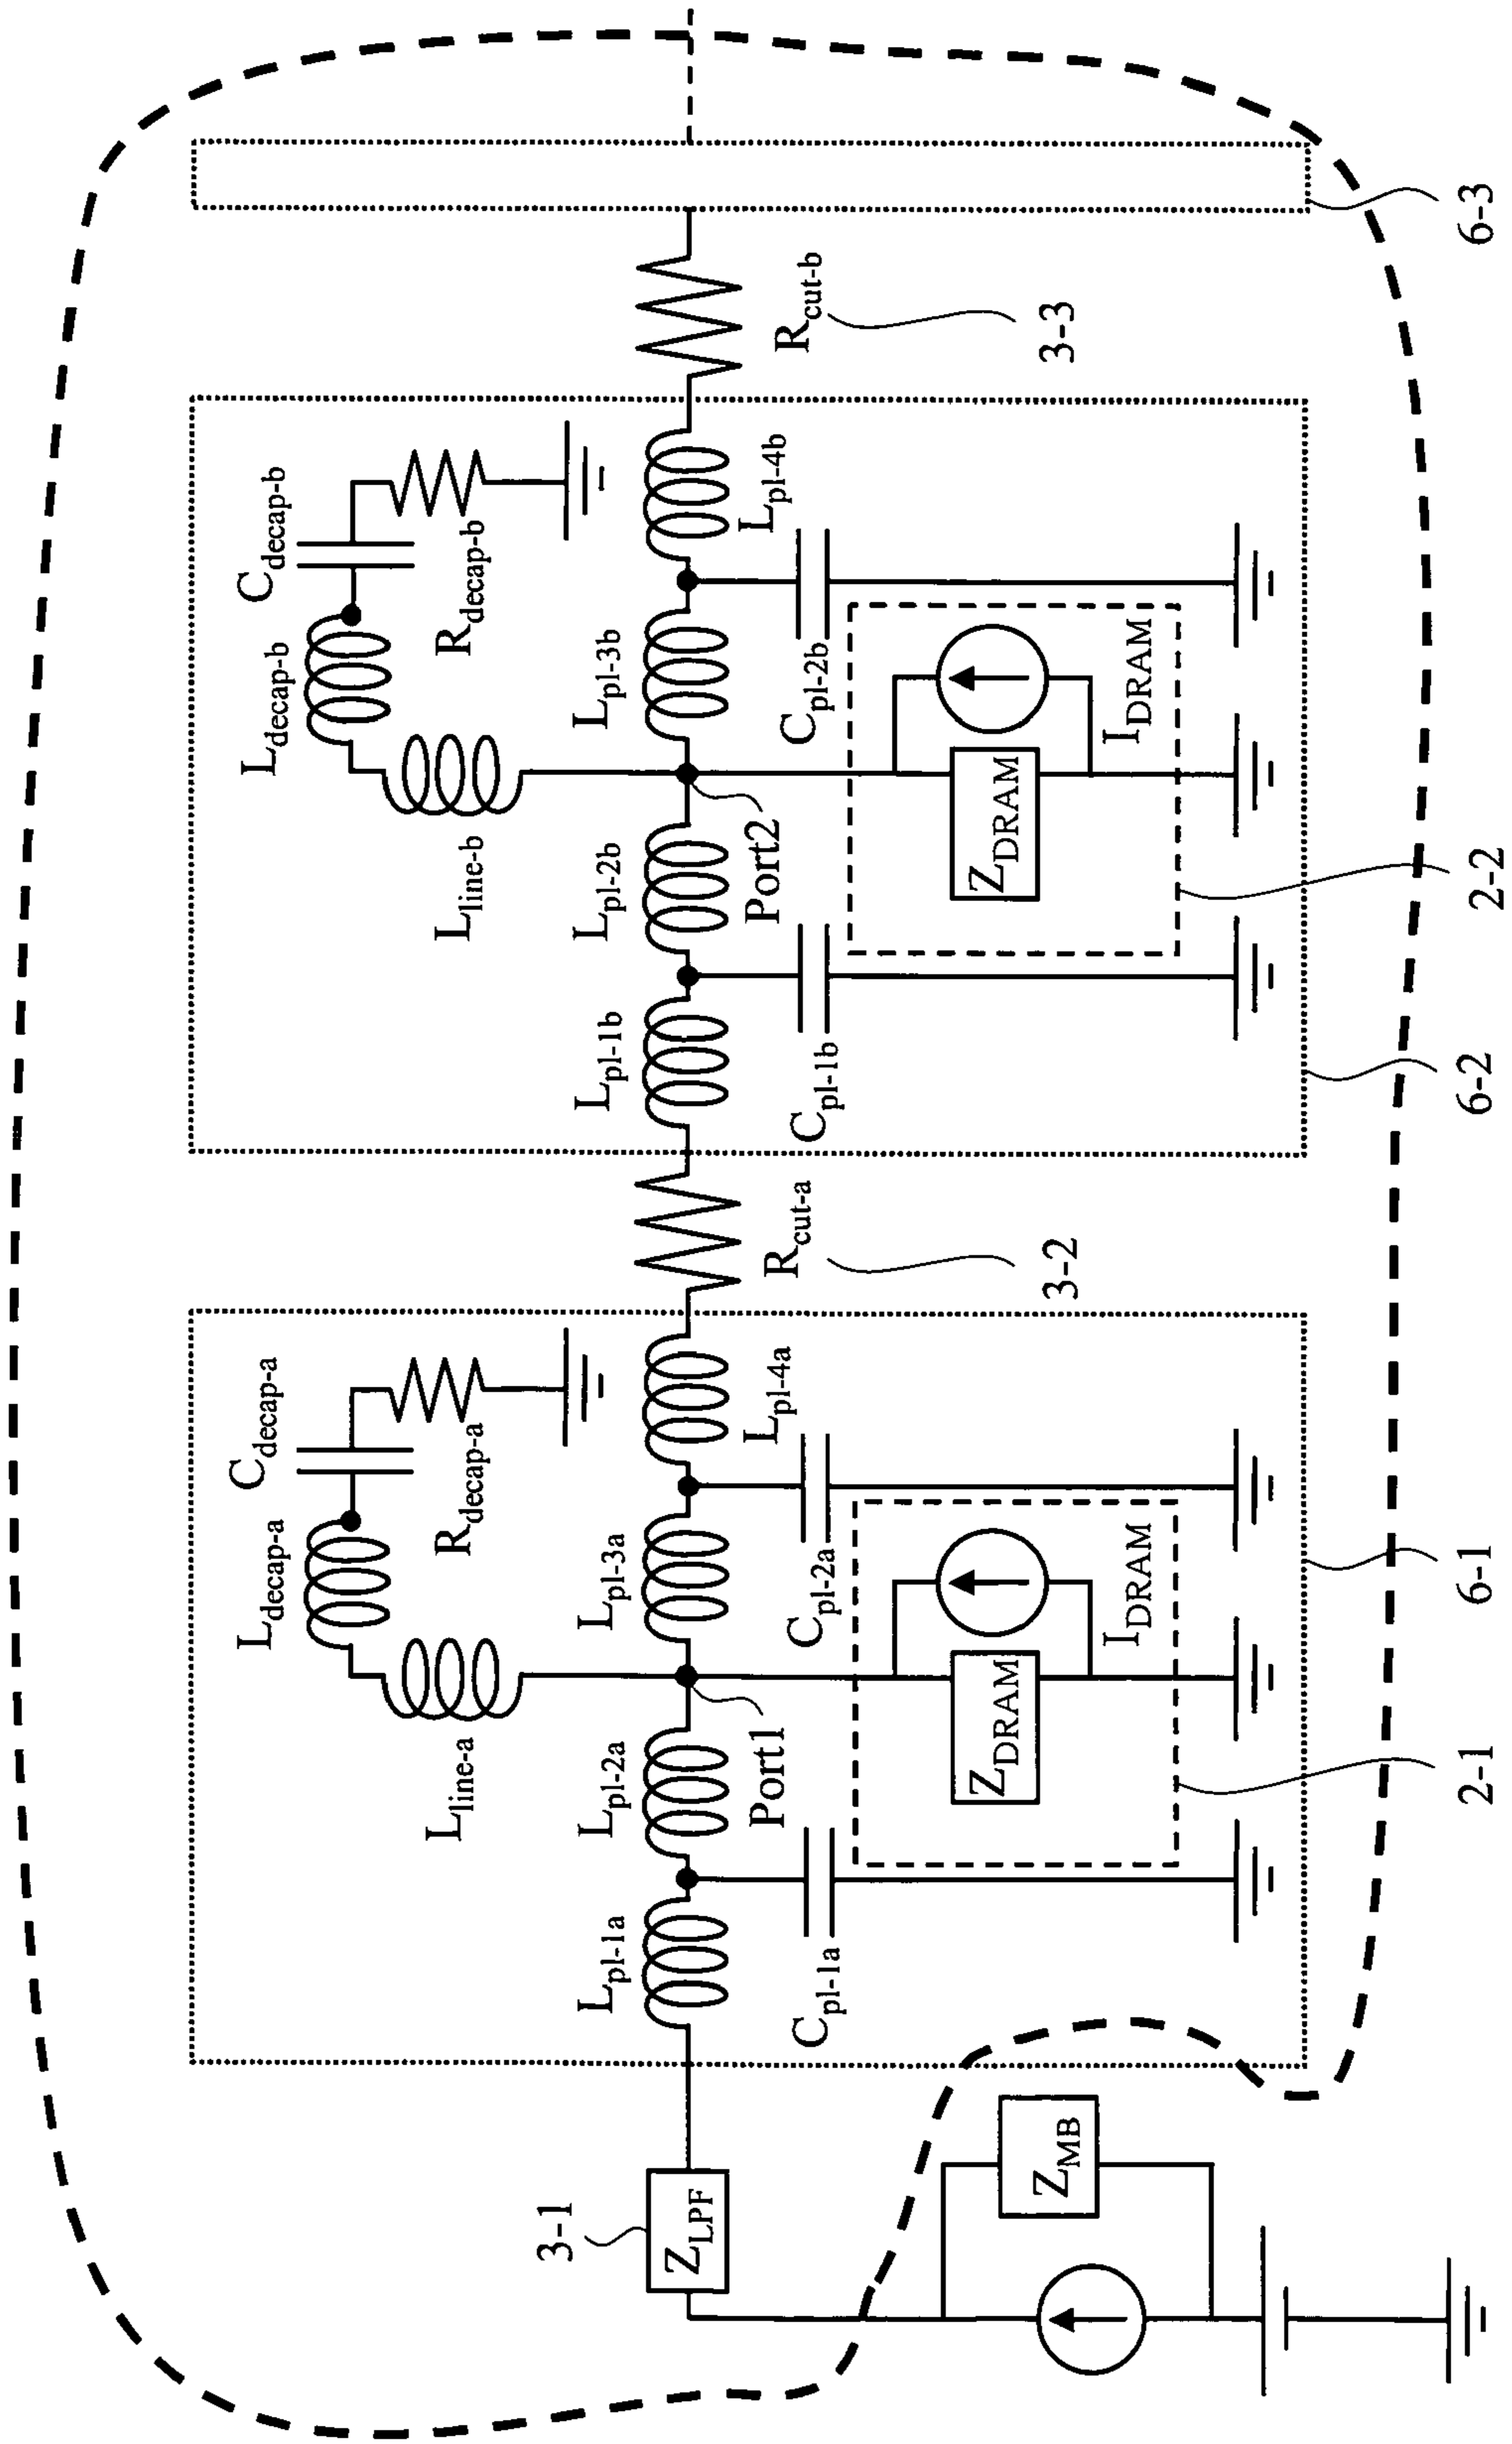 3-1
Z_LPF
Z_MB
L_pl-1a
C_pl-1a
L_pl-2a
Port1
L_line-a
L_decap-a
C_decap-a
R_decap-a
L_pl-3a
C_pl-2a
L_pl-4a
Z_DRAM
I_DRAM
2-1
6-1
R_cut-a
3-2
L_pl-1b
C_pl-1b
L_pl-2b
Port2
L_line-b
L_decap-b
C_decap-b
R_decap-b
L_pl-3b
C_pl-2b
L_pl-4b
Z_DRAM
I_DRAM
2-2
6-2
R_cut-b
3-3
6-3